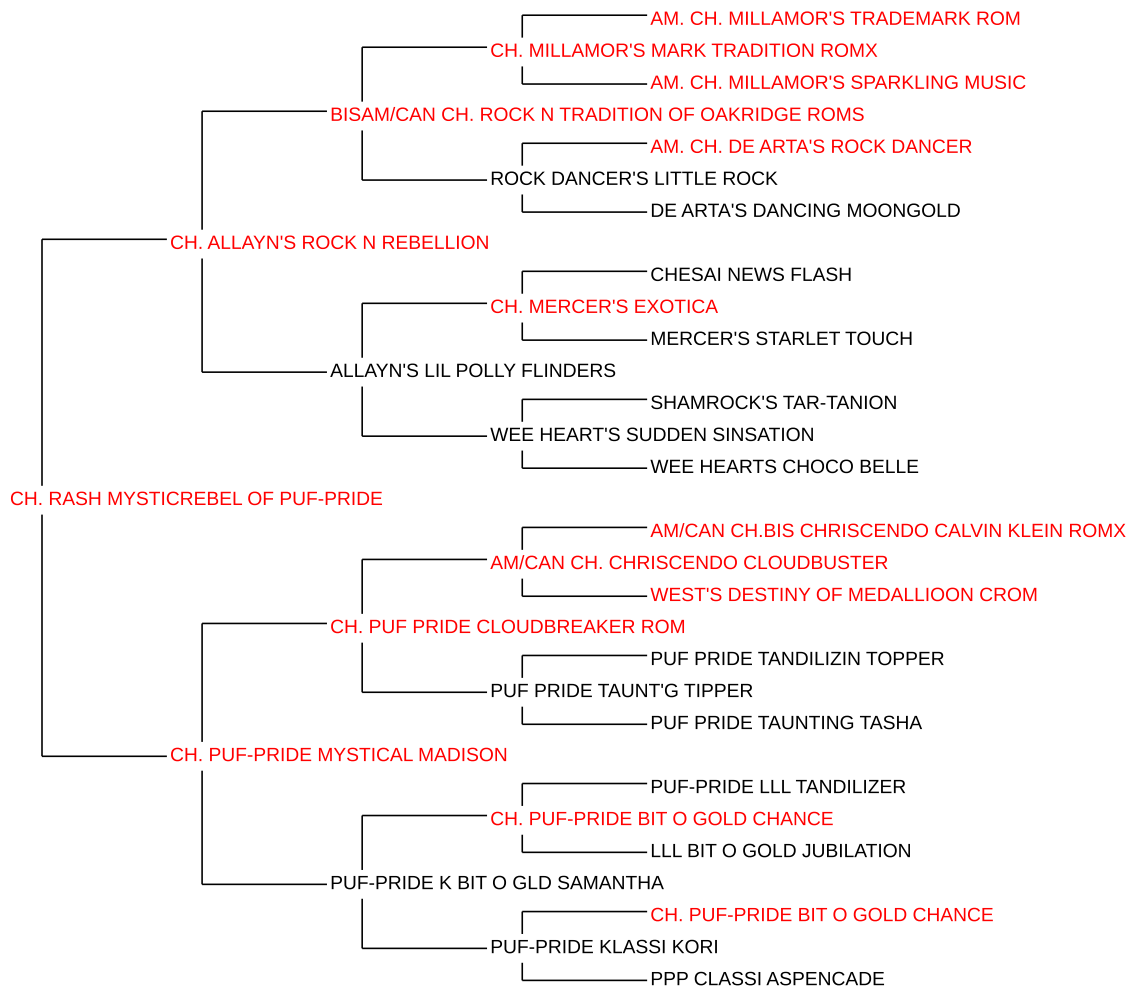 AM. CH. MILLAMOR'S TRADEMARK ROM
CH. MILLAMOR'S MARK TRADITION ROMX
AM. CH. MILLAMOR'S SPARKLING MUSIC
BISAM/CAN CH. ROCK N TRADITION OF OAKRIDGE ROMS
AM. CH. DE ARTA'S ROCK DANCER
ROCK DANCER'S LITTLE ROCK
DE ARTA'S DANCING MOONGOLD
CH. ALLAYN'S ROCK N REBELLION
CHESAI NEWS FLASH
CH. MERCER'S EXOTICA
MERCER'S STARLET TOUCH
ALLAYN'S LIL POLLY FLINDERS
SHAMROCK'S TAR-TANION
WEE HEART'S SUDDEN SINSATION
WEE HEARTS CHOCO BELLE
CH. RASH MYSTICREBEL OF PUF-PRIDE
AM/CAN CH.BIS CHRISCENDO CALVIN KLEIN ROMX
AM/CAN CH. CHRISCENDO CLOUDBUSTER
WEST'S DESTINY OF MEDALLIOON CROM
CH. PUF PRIDE CLOUDBREAKER ROM
PUF PRIDE TANDILIZIN TOPPER
PUF PRIDE TAUNT'G TIPPER
PUF PRIDE TAUNTING TASHA
CH. PUF-PRIDE MYSTICAL MADISON
PUF-PRIDE LLL TANDILIZER
CH. PUF-PRIDE BIT O GOLD CHANCE
LLL BIT O GOLD JUBILATION
PUF-PRIDE K BIT O GLD SAMANTHA
CH. PUF-PRIDE BIT O GOLD CHANCE
PUF-PRIDE KLASSI KORI
PPP CLASSI ASPENCADE